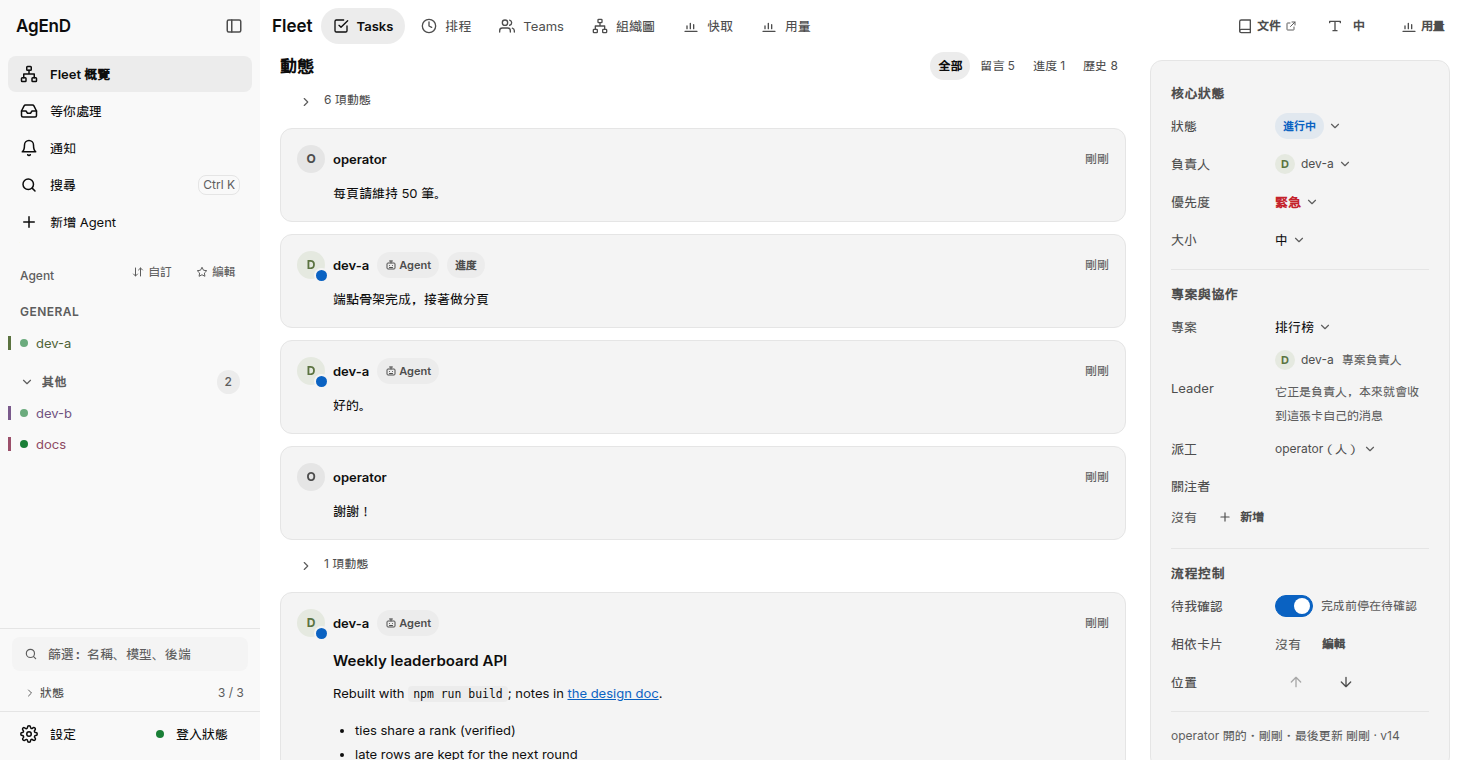 AgEnD
Fleet 概覽
等你處理
通知
搜尋 Ctrl K
新增 Agent
Agent 自訂 編輯
GENERAL
dev-a
其他 2
dev-b
docs
篩選：名稱、模型、後端
狀態 3 / 3
設定 登入狀態
Fleet Tasks 排程 Teams 組織圖 快取 用量
文件 中 用量
動態 全部 留言 5 進度 1 歷史 8
6 項動態
O operator 剛剛
每頁請維持 50 筆。
D dev-a Agent 進度 剛剛
端點骨架完成，接著做分頁
D dev-a Agent 剛剛
好的。
O operator 剛剛
謝謝！
1 項動態
D dev-a Agent 剛剛
Weekly leaderboard API
Rebuilt with npm run build; notes in the design doc.
• ties share a rank (verified)
• late rows are kept for the next round
核心狀態
狀態 進行中
負責人 D dev-a
優先度 緊急
大小 中
專案與協作
專案 排行榜
D dev-a 專案負責人
Leader
它正是負責人，本來就會收
到這張卡自己的消息
派工 operator（人）
關注者
沒有 新增
流程控制
待我確認 完成前停在待確認
相依卡片 沒有 編輯
位置
operator 開的・剛剛・最後更新 剛剛 · v14